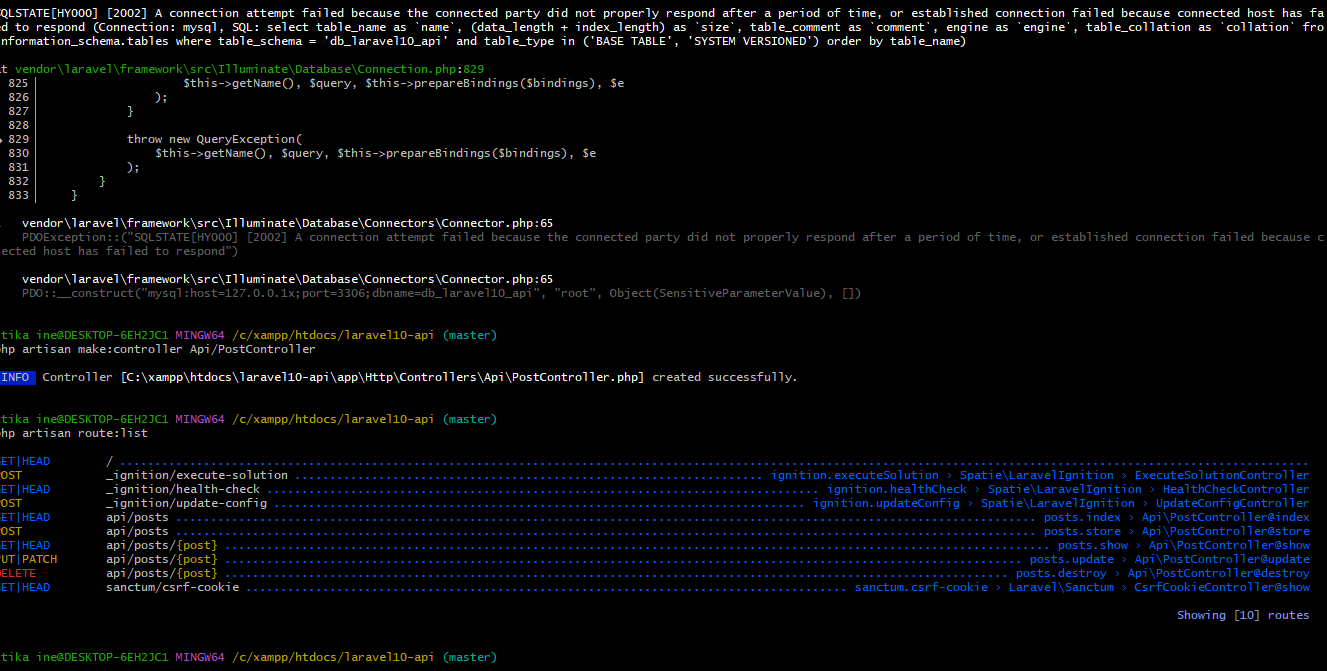 QLSTATE[HY000] [2002] A connection attempt failed because the connected party did not properly respond after a period of time, or established connection failed because connected host has fa
ed to respond (Connection: mysql, SQL: select table_name as `name`, (data_length + index_length) as `size`, table_comment as `comment`, engine as `engine`, table_collation as `collation` fro
nformation_schema.tables where table_schema = 'db_laravel10_api' and table_type in ('BASE TABLE', 'SYSTEM VERSIONED') order by table_name)
t vendor\laravel\framework\src\Illuminate\Database\Connection.php:829
825| $this->getName(), $query, $this->prepareBindings($bindings), $e
826| );
827| }
828|
829| throw new QueryException(
830| $this->getName(), $query, $this->prepareBindings($bindings), $e
831| );
832| }
833| }
vendor\laravel\framework\src\Illuminate\Database\Connectors\Connector.php:65
PDOException::("SQLSTATE[HY000] [2002] A connection attempt failed because the connected party did not properly respond after a period of time, or established connection failed because c
ected host has failed to respond")
vendor\laravel\framework\src\Illuminate\Database\Connectors\Connector.php:65
PDO::__construct("mysql:host=127.0.0.1x;port=3306;dbname=db_laravel10_api", "root", Object(SensitiveParameterValue), [])
tika ine@DESKTOP-6EH2JC1 MINGW64 /c/xampp/htdocs/laravel10-api (master)
hp artisan make:controller Api/PostController
INFO Controller [C:\xampp\htdocs\laravel10-api\app\Http\Controllers\Api\PostController.php] created successfully.
tika ine@DESKTOP-6EH2JC1 MINGW64 /c/xampp/htdocs/laravel10-api (master)
hp artisan route:list
ET|HEAD / ........................................
OST _ignition/execute-solution ........................................ ignition.executeSolution › Spatie\LaravelIgnition › ExecuteSolutionController
ET|HEAD _ignition/health-check ........................................ ignition.healthCheck › Spatie\LaravelIgnition › HealthCheckController
OST _ignition/update-config ........................................ ignition.updateConfig › Spatie\LaravelIgnition › UpdateConfigController
ET|HEAD api/posts ........................................ posts.index › Api\PostController@index
OST api/posts ........................................ posts.store › Api\PostController@store
ET|HEAD api/posts/{post} ........................................ posts.show › Api\PostController@show
UT|PATCH api/posts/{post} ........................................ posts.update › Api\PostController@update
ELETE api/posts/{post} ........................................ posts.destroy › Api\PostController@destroy
ET|HEAD sanctum/csrf-cookie ........................................ sanctum.csrf-cookie › Laravel\Sanctum › CsrfCookieController@show
Showing [10] routes
tika ine@DESKTOP-6EH2JC1 MINGW64 /c/xampp/htdocs/laravel10-api (master)